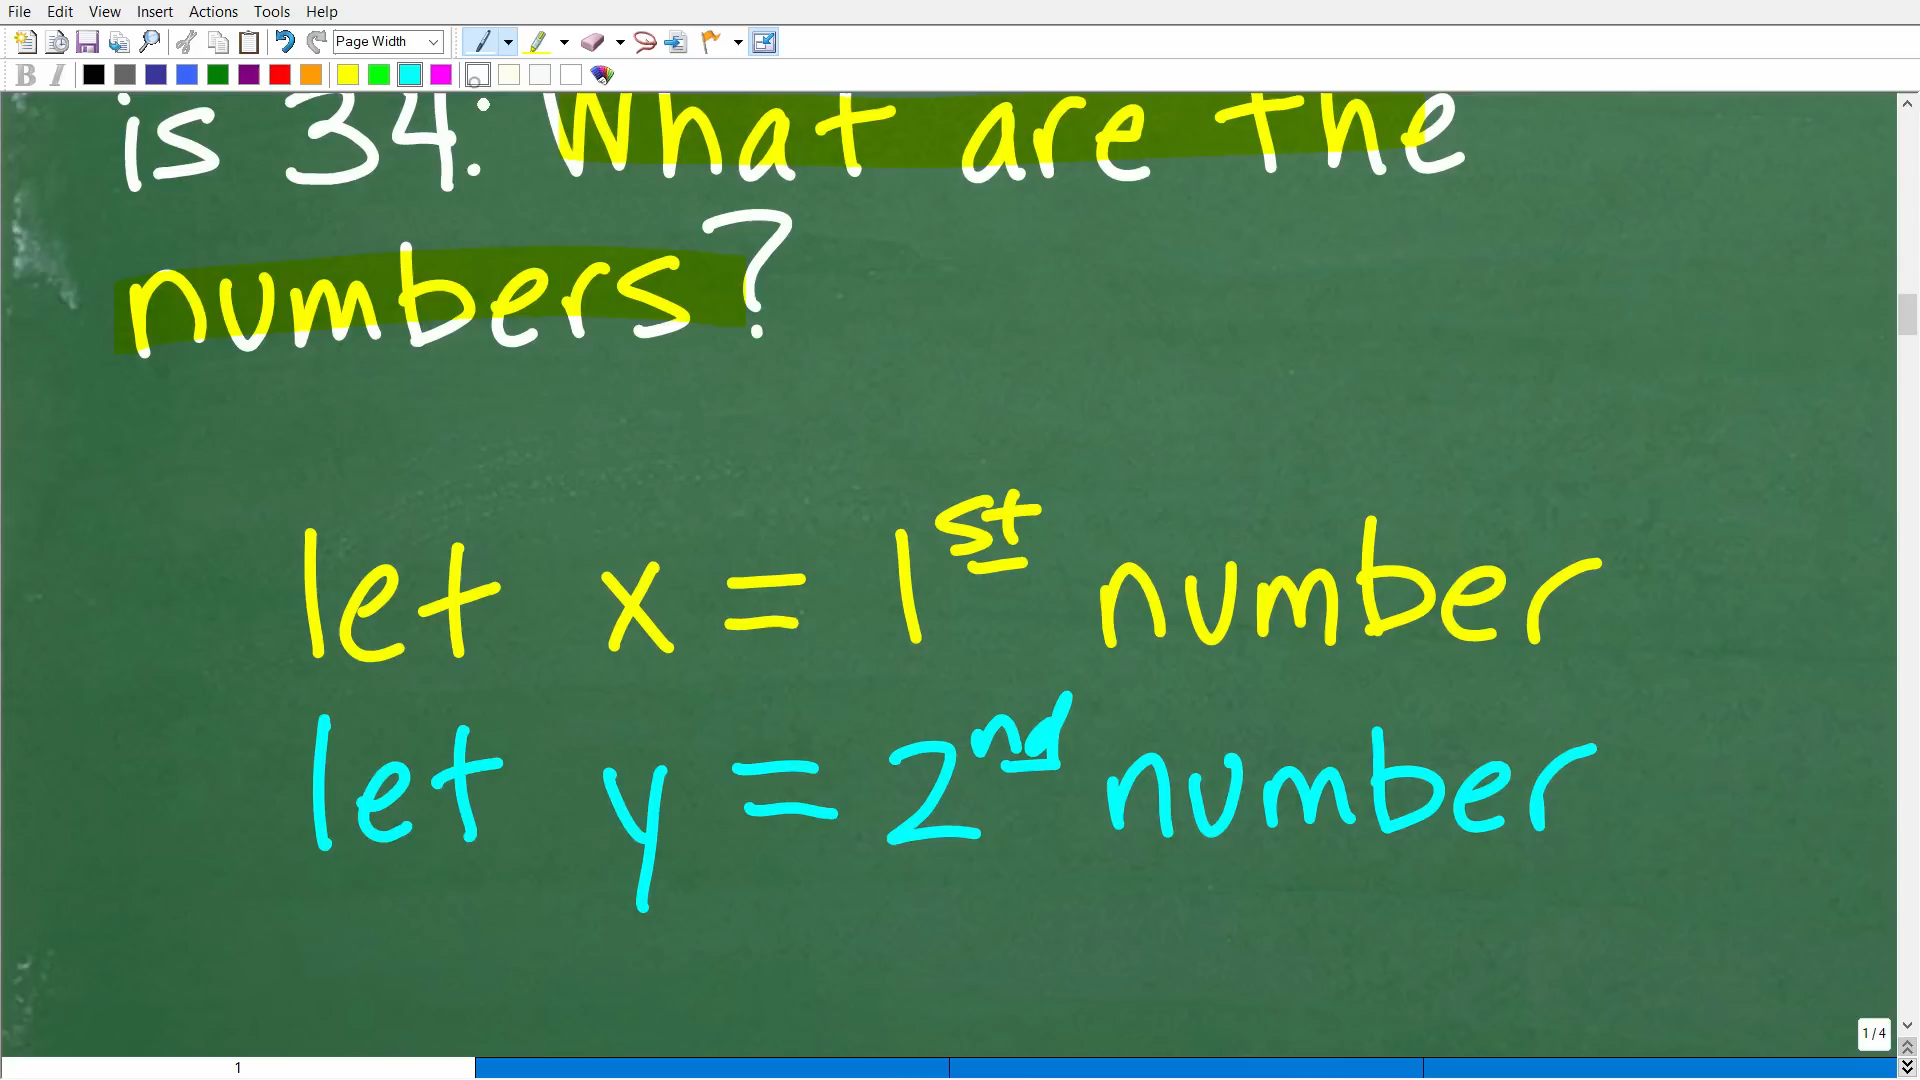 File Edit View Insert Actions Tools Help
Page Width
B I
is 34. What are the
numbers?
let x = 1st number
let y = 2nd number
1 / 4
1